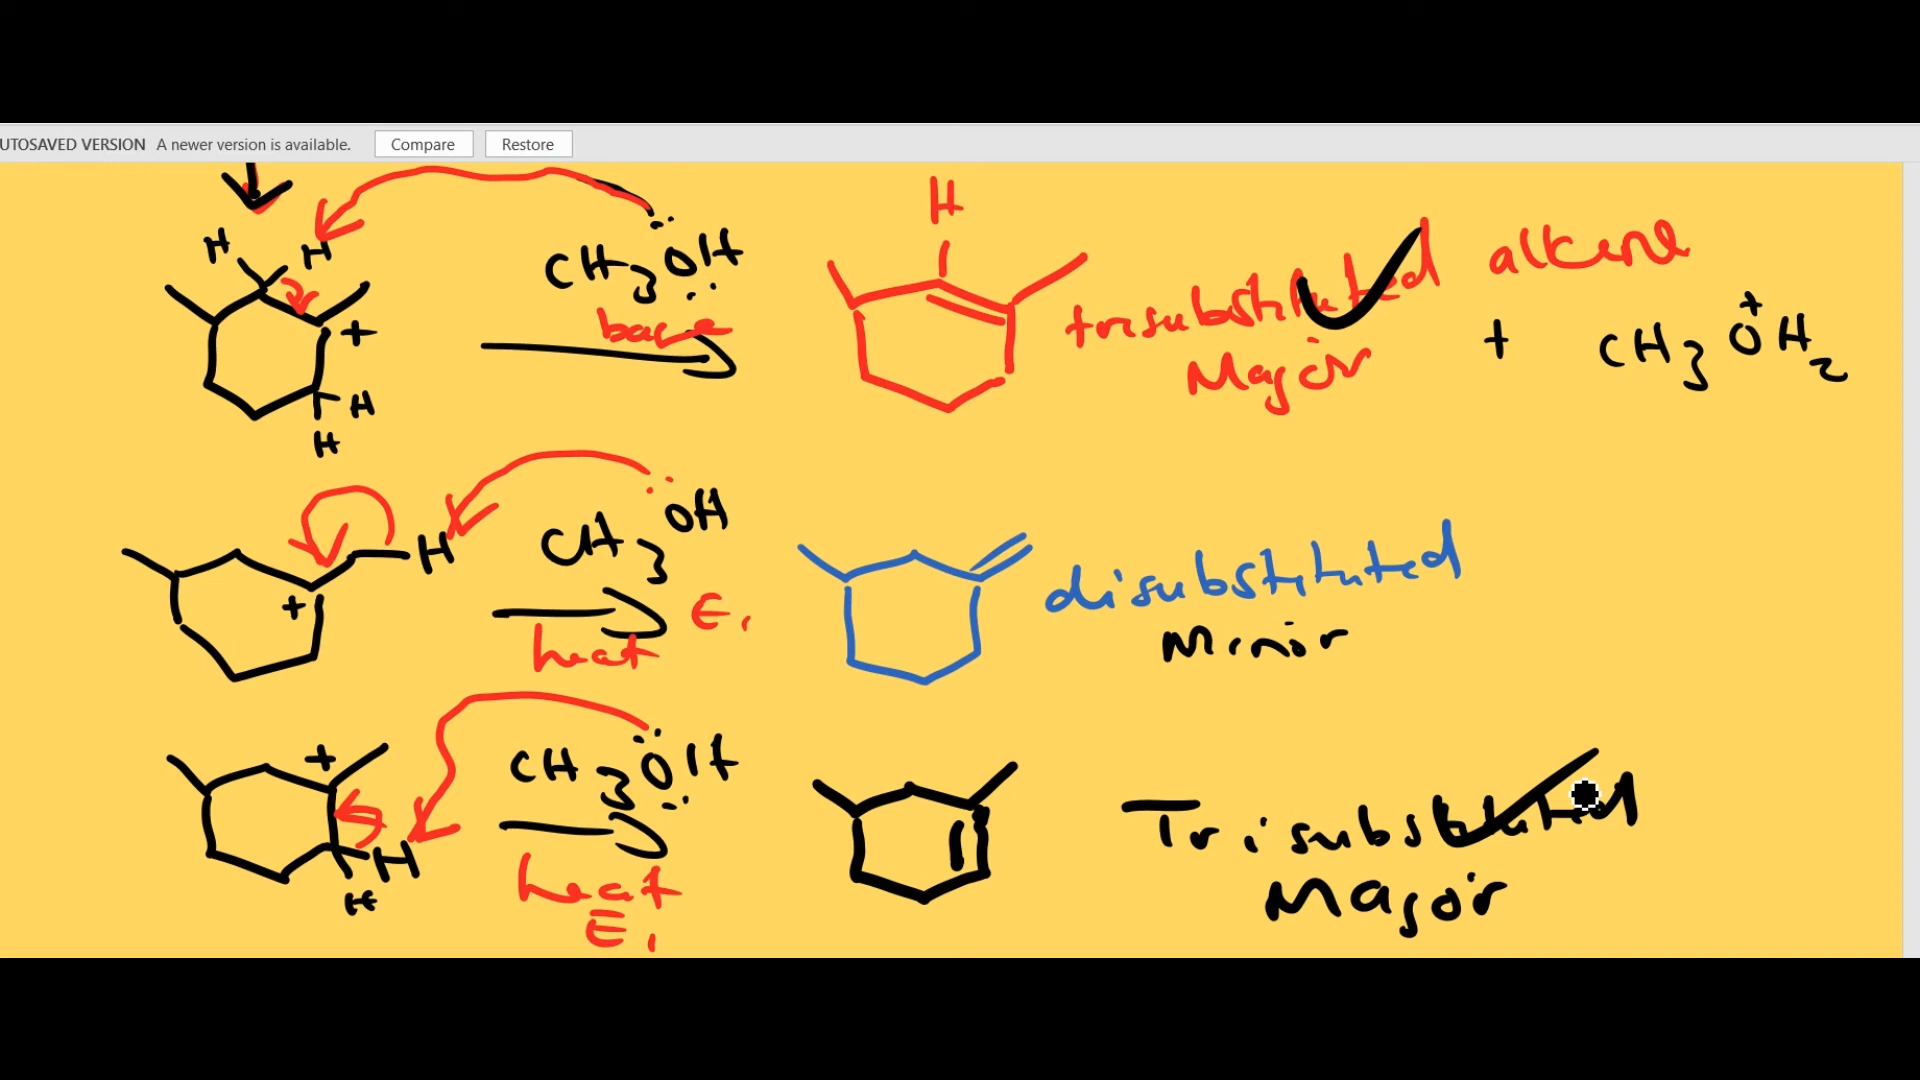 UTOSAVED VERSION A newer version is available. Compare Restore
H
H H
CH3OH
base
trisubstituted alkene
Major
+ CH3OH2
+
+
H
H
H
CH3OH
heat
E1
+
disubstituted
Minor
+
CH3OH
H
H
heat
E1
Trisubstituted
Major